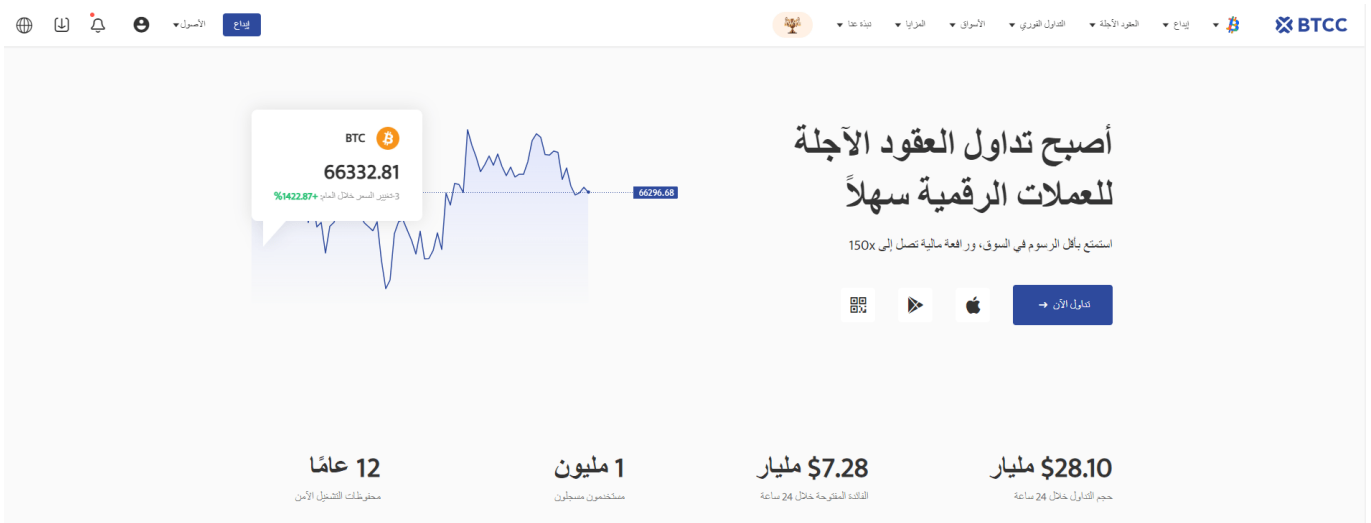 BTCC
إيداع
العقود الآجلة
التداول الفوري
الأسواق
المزايا
نبذة عنا
الأصول
إيداع
أصبح تداول العقود الآجلة
للعملات الرقمية سهلاً
استمتع بأقل الرسوم في السوق، ورافعة مالية تصل إلى 150x
تداول الآن ←
BTC
66332.81
%1422.87+
66296.68
$28.10 مليار
حجم التداول خلال 24 ساعة
$7.28 مليار
الفائدة المفتوحة خلال 24 ساعة
1 مليون
مستخدمون مسجلون
12 عامًا
محفوظات التشغيل الآمن